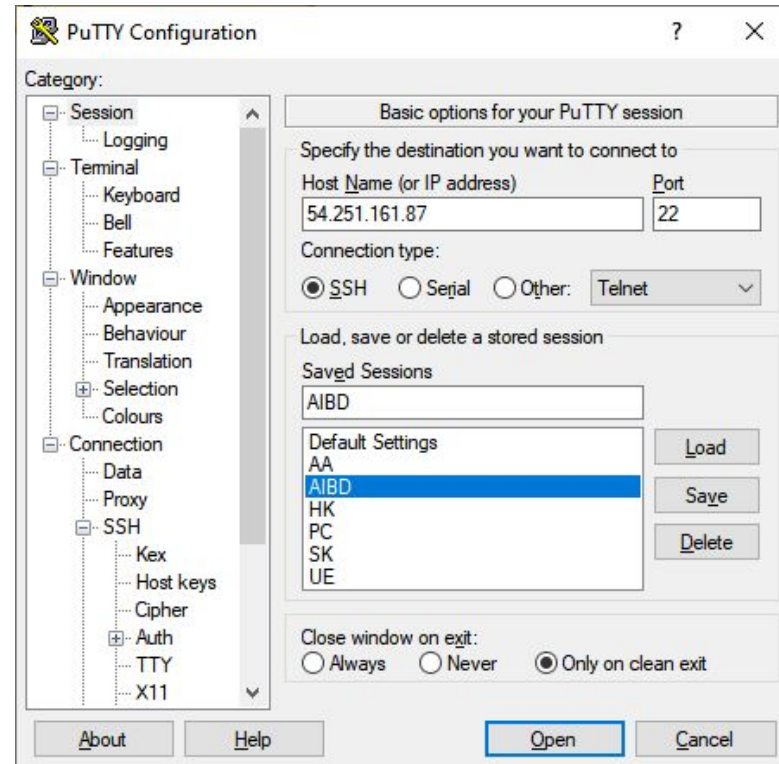 PuTTY Configuration
?
Category:
Session
Logging
Terminal
Keyboard
Bell
Features
Window
Appearance
Behaviour
Translation
Selection
Colours
Connection
Data
Proxy
SSH
Kex
Host keys
Cipher
Auth
TTY
X11
Basic options for your PuTTY session
Specify the destination you want to connect to
Host Name (or IP address) Port
54.251.161.87 22
Connection type:
SSH Serial Other: Telnet
Load, save or delete a stored session
Saved Sessions
AIBD
Default Settings
AA
AIBD
HK
PC
SK
UE
Load
Save
Delete
Close window on exit:
Always Never Only on clean exit
About Help Open Cancel